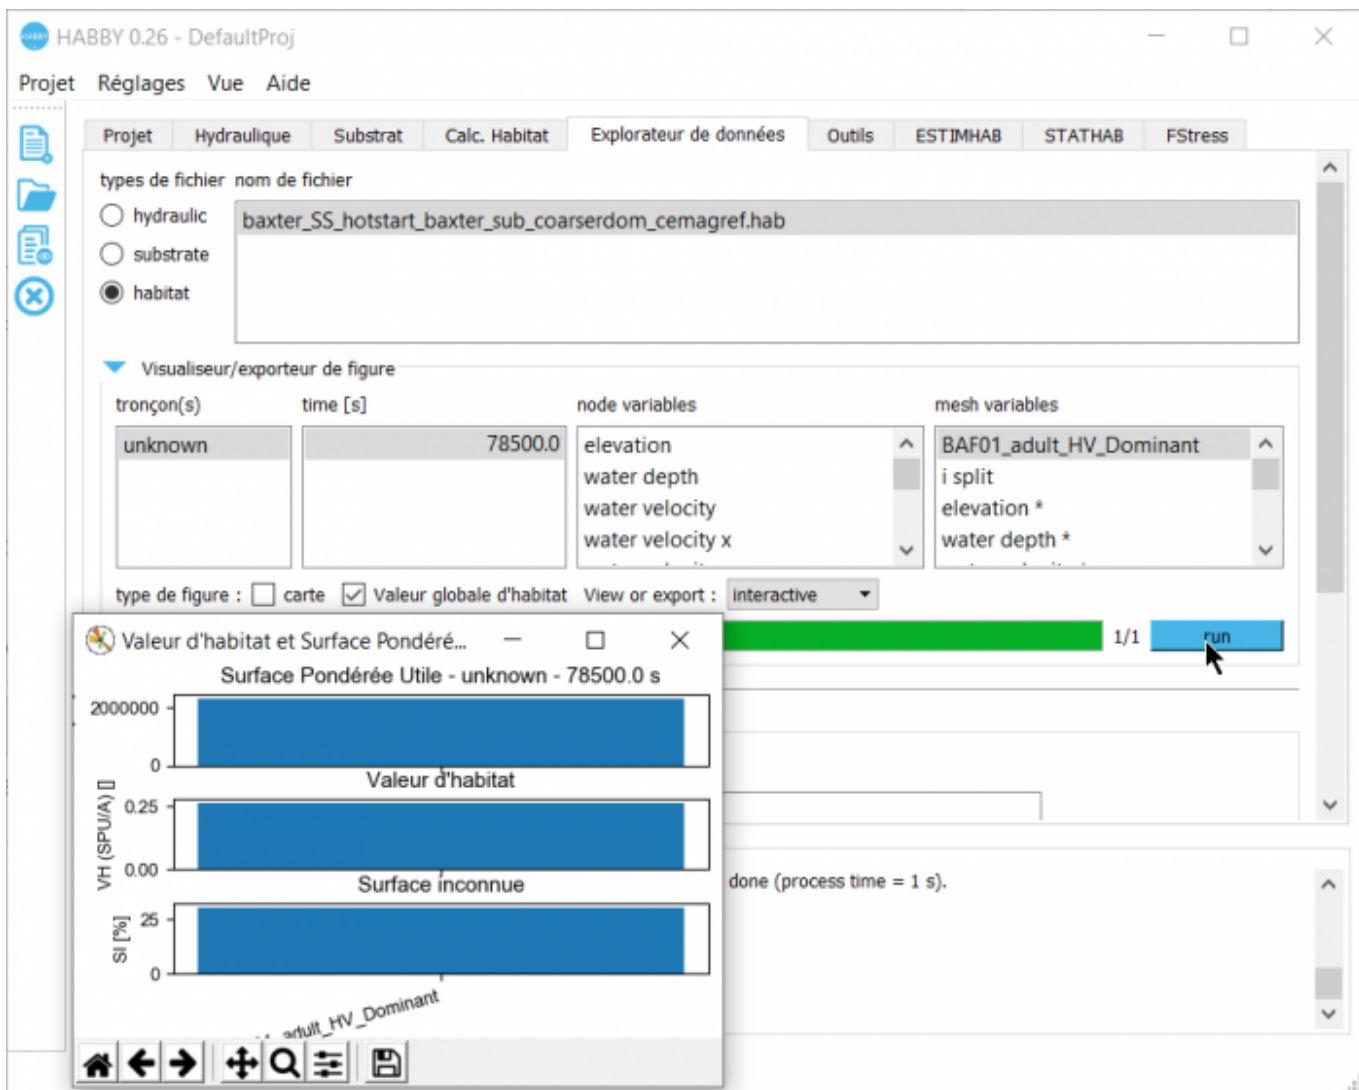 HABBY 0.26 - DefaultProj
Projet Réglages Vue Aide
Projet Hydraulique Substrat Calc. Habitat Explorateur de données Outils ESTIMHAB STATHAB FStress
types de fichier nom de fichier
hydraulic
baxter_SS_hotstart_baxter_sub_coarserdom_cemagref.hab
substrate
habitat
Visualiseur/exporteur de figure
tronçon(s) time [s] node variables mesh variables
unknown 78500.0 elevation BAF01_adult_HV_Dominant
water depth i split
water velocity elevation *
water velocity x water depth *
type de figure : carte Valeur globale d'habitat View or export : interactive
1/1 run
Valeur d'habitat et Surface Pondéré...
Surface Pondérée Utile - unknown - 78500.0 s
2000000
0
Valeur d'habitat
VH (SPU/A) []
0.25
0.00
Surface inconnue
SI [%]
25
0
_adult_HV_Dominant
done (process time = 1 s).